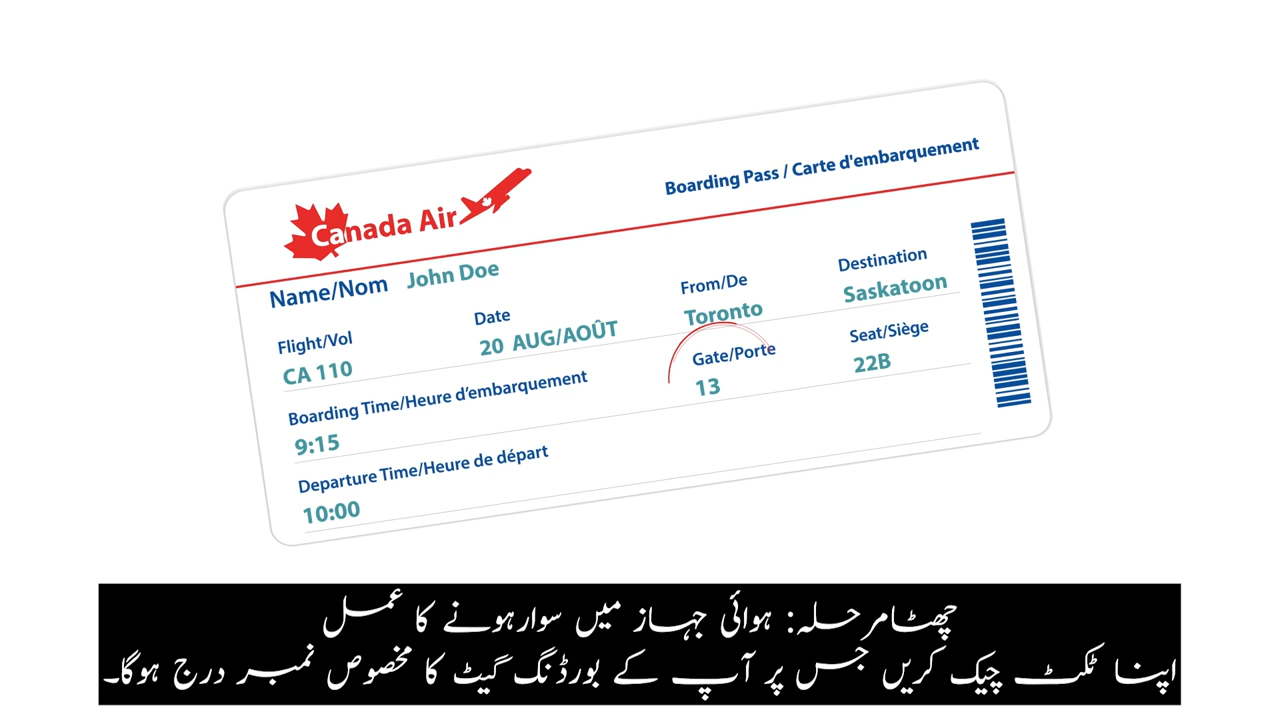 Canada Air
Boarding Pass / Carte d'embarquement
Name/Nom John Doe
Flight/Vol
CA 110
Date
20 AUG/AOÛT
From/De
Toronto
Destination
Saskatoon
Boarding Time/Heure d’embarquement
9:15
Gate/Porte
13
Seat/Siège
22B
Departure Time/Heure de départ
10:00
چھٹا مرحلہ: ہوائی جہاز میں سوار ہونے کا عمل
اپنا ٹکٹ چیک کریں جس پر آپ کے بورڈنگ گیٹ کا مخصوص نمبر درج ہوگا۔